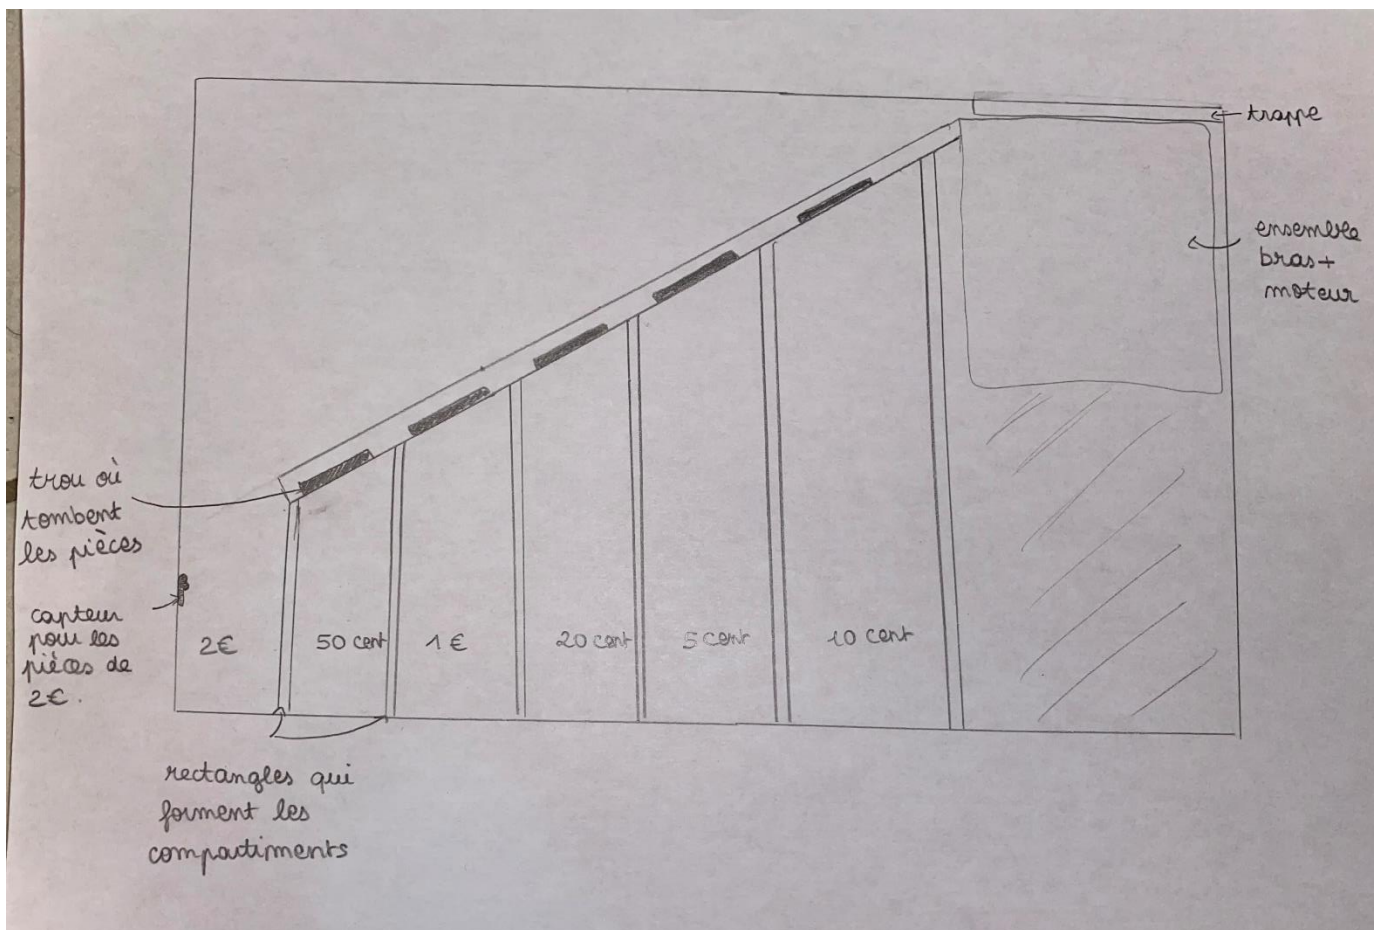 trappe
ensemble
bras+
moteur
trou où
tombent
les pièces
capteur
pour les
pièces de
2€.
2€
50 cent
1€
20 cent
5 cent
10 cent
rectangles qui
forment les
compartiments